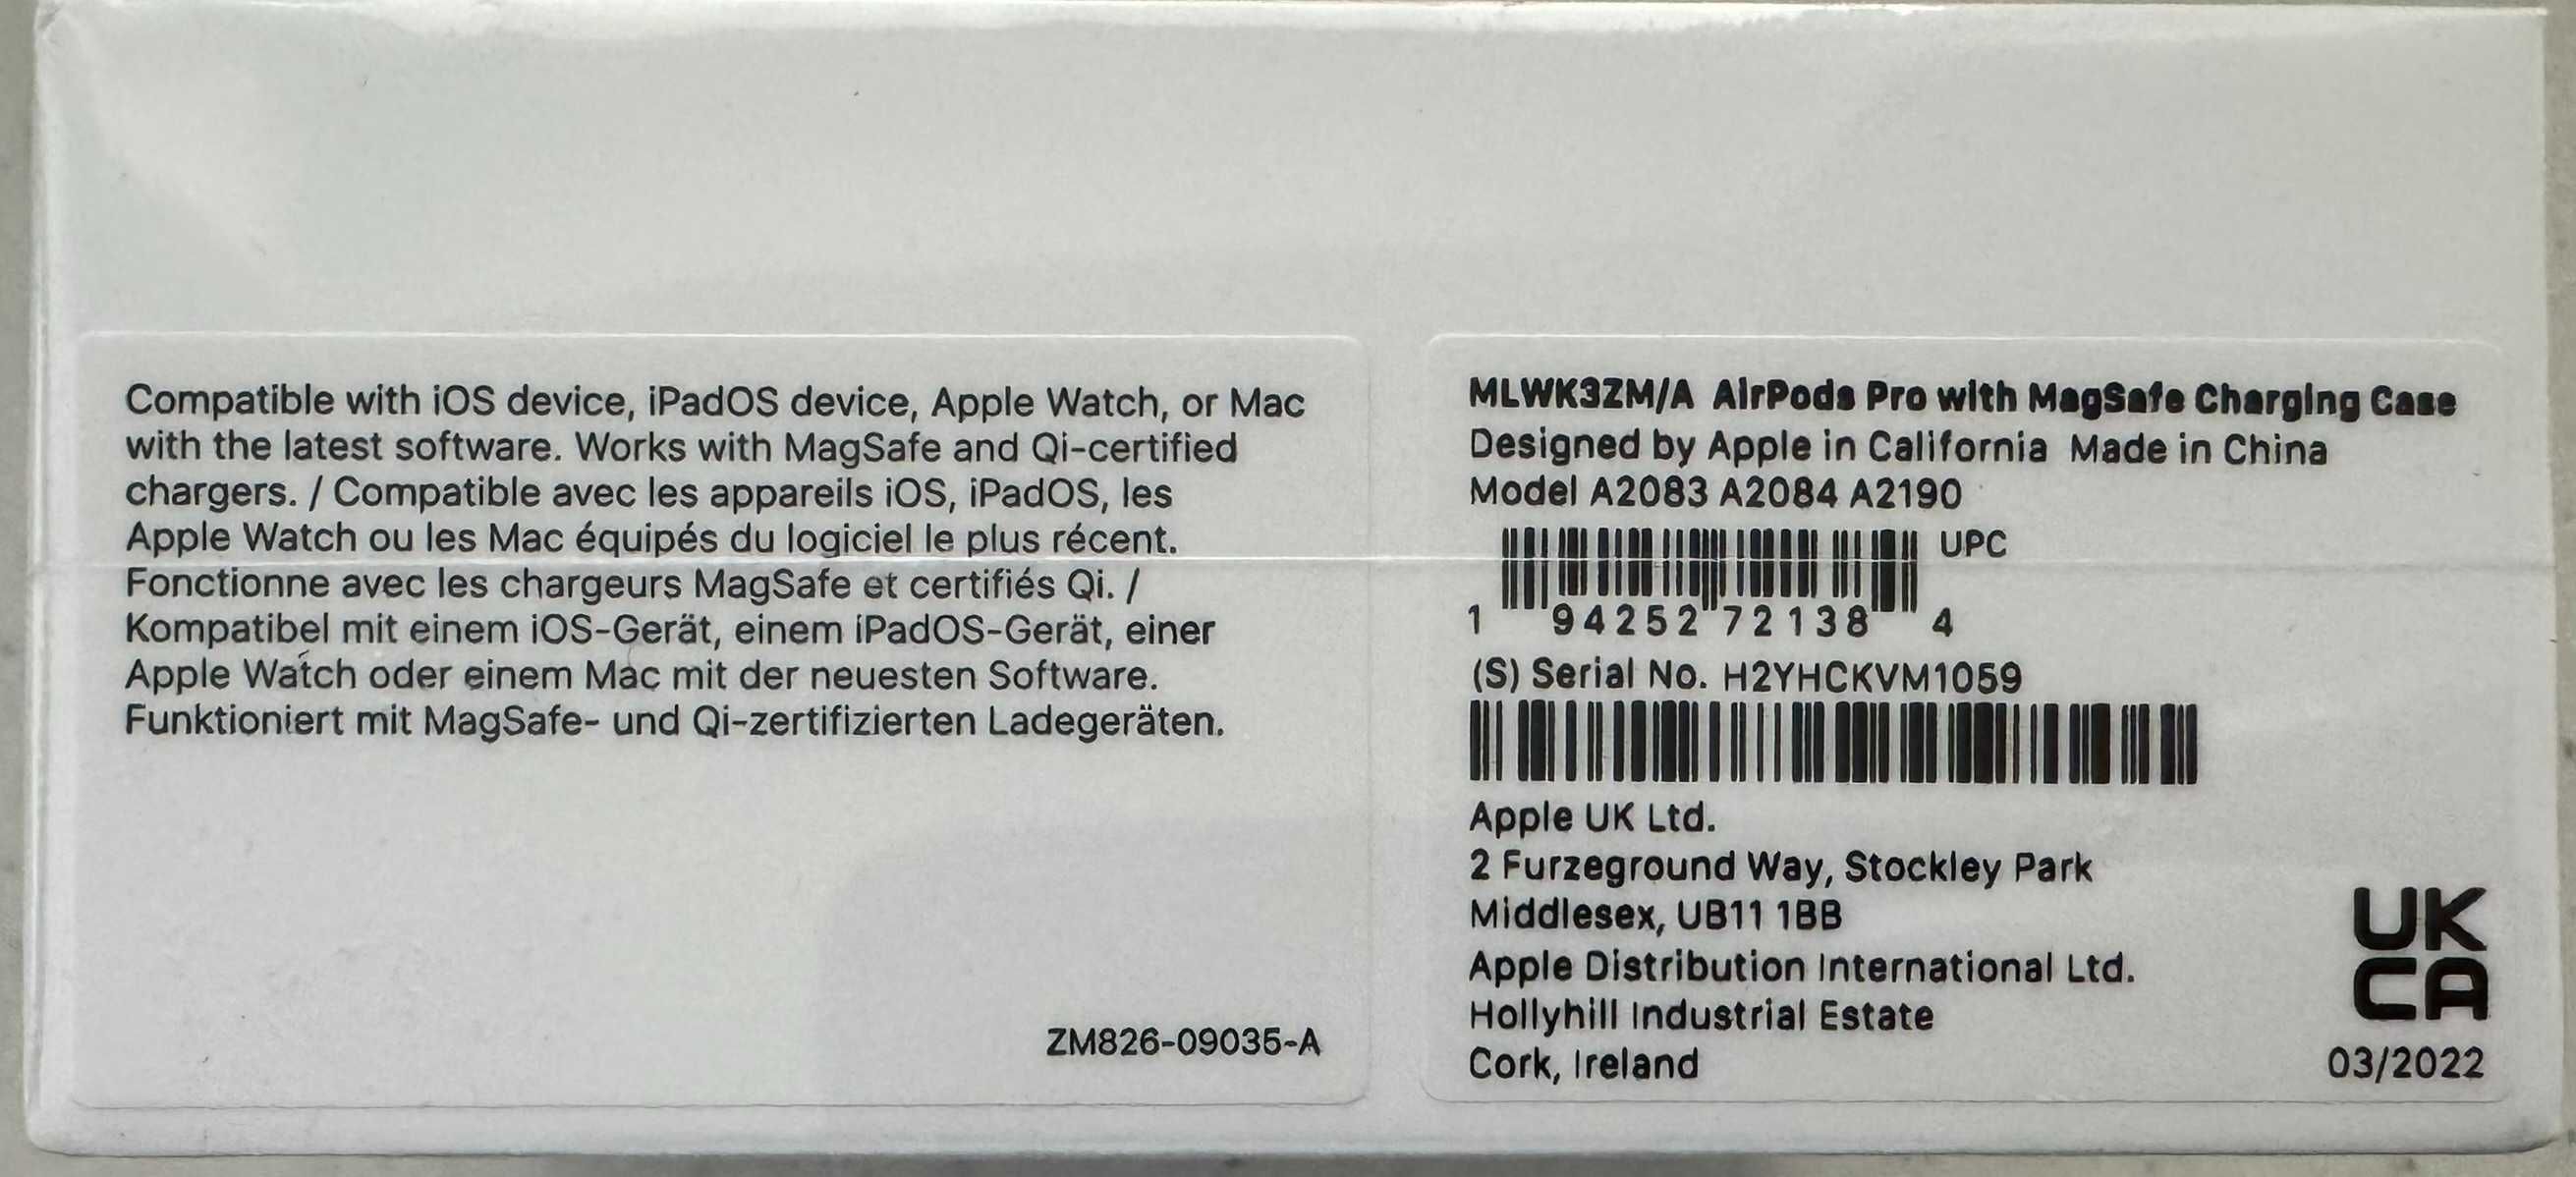 Compatible with iOS device, iPadOS device, Apple Watch, or Mac
with the latest software. Works with MagSafe and Qi-certified
chargers. / Compatible avec les appareils iOS, iPadOS, les
Apple Watch ou les Mac équipés du logiciel le plus récent.
Fonctionne avec les chargeurs MagSafe et certifiés Qi. /
Kompatibel mit einem iOS-Gerät, einem iPadOS-Gerät, einer
Apple Watch oder einem Mac mit der neuesten Software.
Funktioniert mit MagSafe- und Qi-zertifizierten Ladegeräten.
ZM826-09035-A
MLWK3ZM/A AirPods Pro with MagSafe Charging Case
Designed by Apple in California Made in China
Model A2083 A2084 A2190
UPC
1 94252 72138 4
(S) Serial No. H2YHCKVM1059
Apple UK Ltd.
2 Furzeground Way, Stockley Park
Middlesex, UB11 1BB
Apple Distribution International Ltd.
Hollyhill Industrial Estate
Cork, Ireland
UK
CA
03/2022